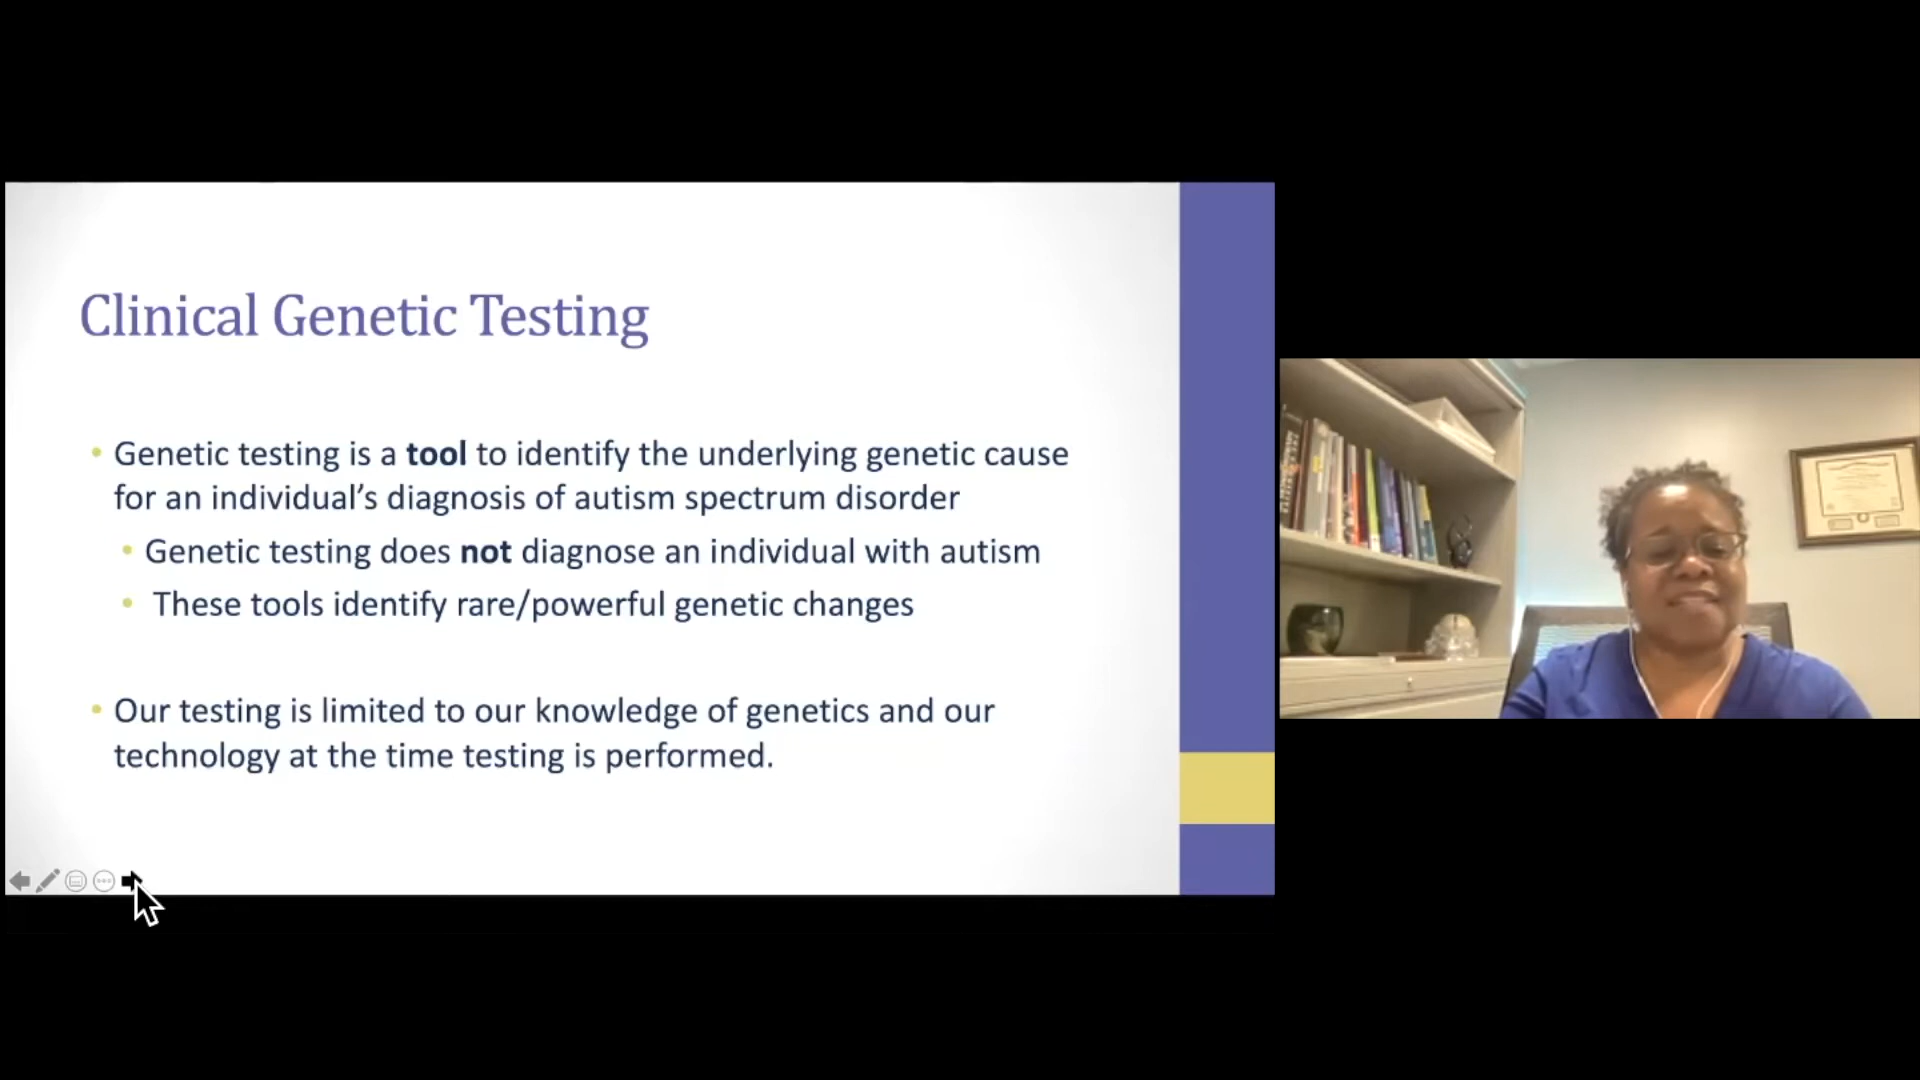 Clinical Genetic Testing
• Genetic testing is a tool to identify the underlying genetic cause
for an individual's diagnosis of autism spectrum disorder
• Genetic testing does not diagnose an individual with autism
• These tools identify rare/powerful genetic changes
• Our testing is limited to our knowledge of genetics and our
technology at the time testing is performed.